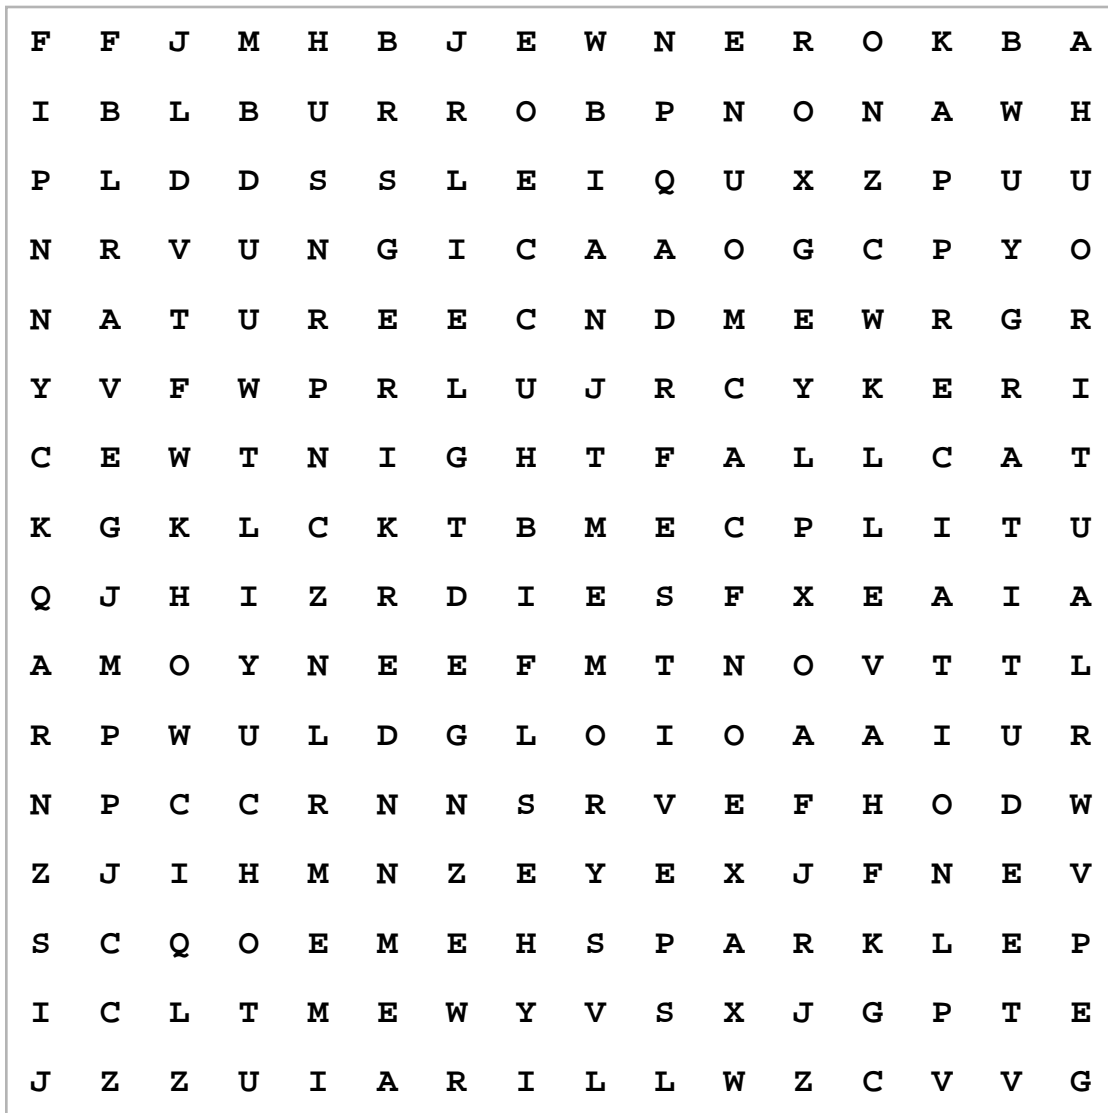 F F J M H B J E W N E R O K B A
I B L B U R R O B P N O N A W H
P L D D S S L E I Q U X Z P U U
N R V U N G I C A A O G C P Y O
N A T U R E E C N D M E W R G R
Y V F W P R L U J R C Y K E R I
C E W T N I G H T F A L L C A T
K G K L C K T B M E C P L I T U
Q J H I Z R D I E S F X E A I A
A M O Y N E E F M T N O V T T L
R P W U L D G L O I O A A I U R
N P C C R N N S R V E F H O D W
Z J I H M N Z E Y E X J F N E V
S C Q O E M E H S P A R K L E P
I C L T M E W Y V S X J G P T E
J Z Z U I A R I L L W Z C V V G